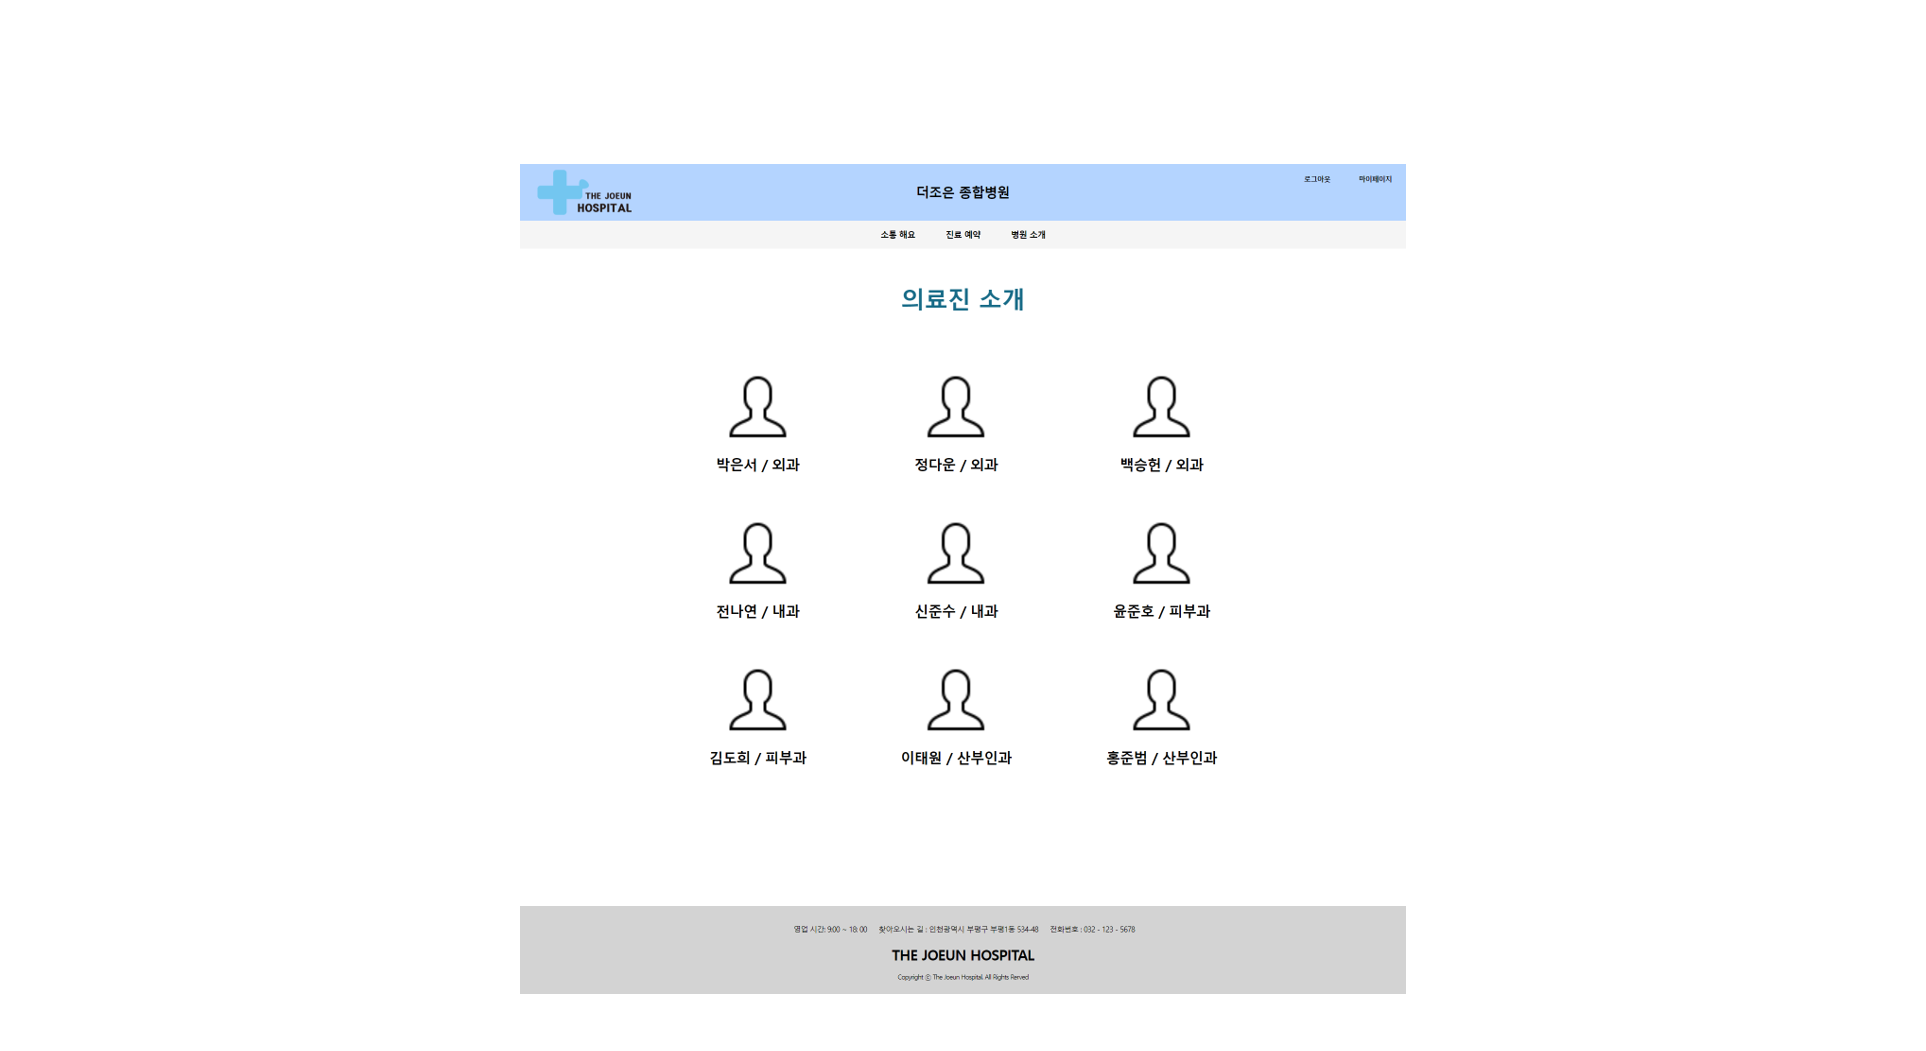 THE JOEUN
HOSPITAL
더조은 종합병원
로그아웃 마이페이지
소통 해요 진료 예약 병원 소개
의료진 소개
박은서 / 외과 정다운 / 외과 백승헌 / 외과
전나연 / 내과 신준수 / 내과 윤준호 / 피부과
김도희 / 피부과 이태원 / 산부인과 홍준범 / 산부인과
영업 시간: 9:00 ~ 18: 00 찾아오시는 길 : 인천광역시 부평구 부평1동 534-48 전화번호 : 032 - 123 - 5678
THE JOEUN HOSPITAL
Copyright ⓒ The Joeun Hospital. All Rights Rerved